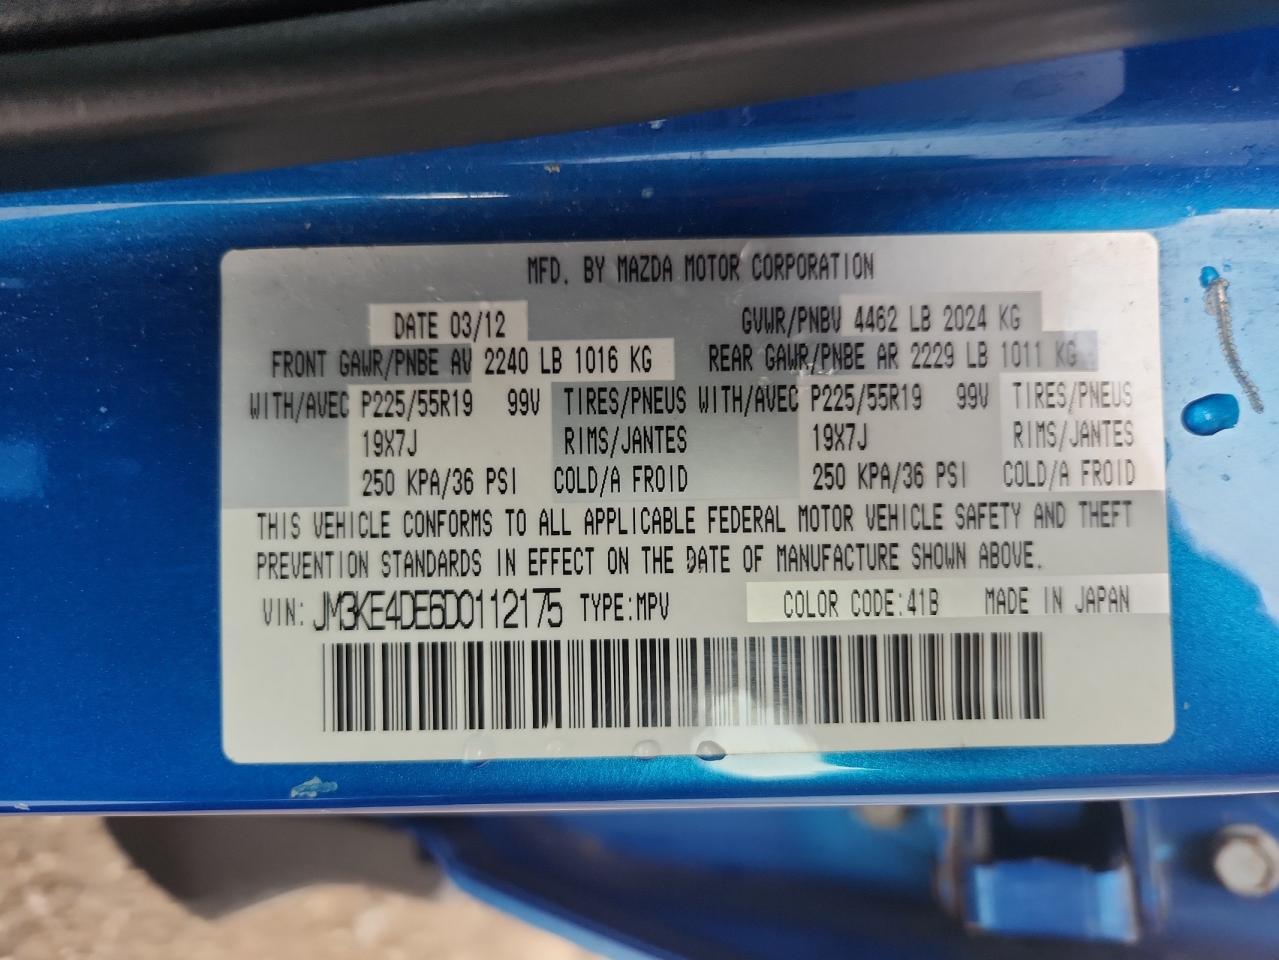 MFD. BY MAZDA MOTOR CORPORATION
DATE 03/12 GVWR/PNBV 4462 LB 2024 KG
FRONT GAWR/PNBE AV 2240 LB 1016 KG REAR GAWR/PNBE AR 2229 LB 1011 KG
WITH/AVEC P225/55R19 99V TIRES/PNEUS WITH/AVEC P225/55R19 99V TIRES/PNEUS
19X7J RIMS/JANTES 19X7J RIMS/JANTES
250 KPA/36 PSI COLD/A FROID 250 KPA/36 PSI COLD/A FROID
THIS VEHICLE CONFORMS TO ALL APPLICABLE FEDERAL MOTOR VEHICLE SAFETY AND THEFT
PREVENTION STANDARDS IN EFFECT ON THE DATE OF MANUFACTURE SHOWN ABOVE.
VIN: JM3KE4DE6D0112175 TYPE:MPV COLOR CODE:41B MADE IN JAPAN